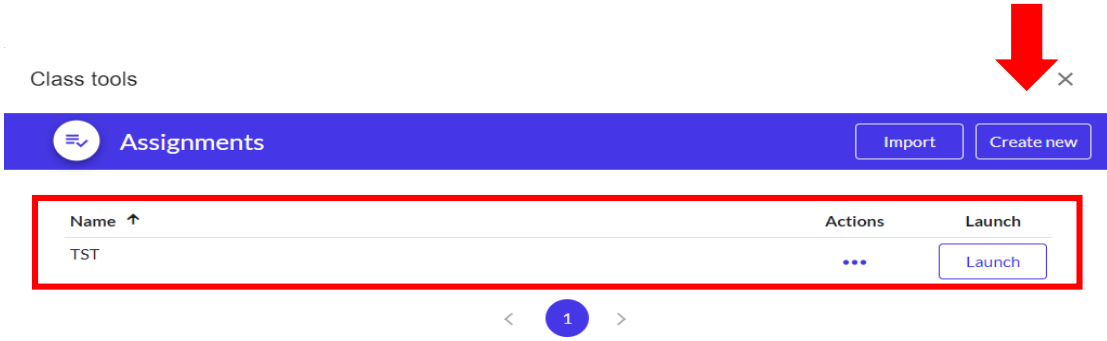 Class tools
Assignments Import Create new
Name Actions Launch
TST ••• Launch
< 1 >